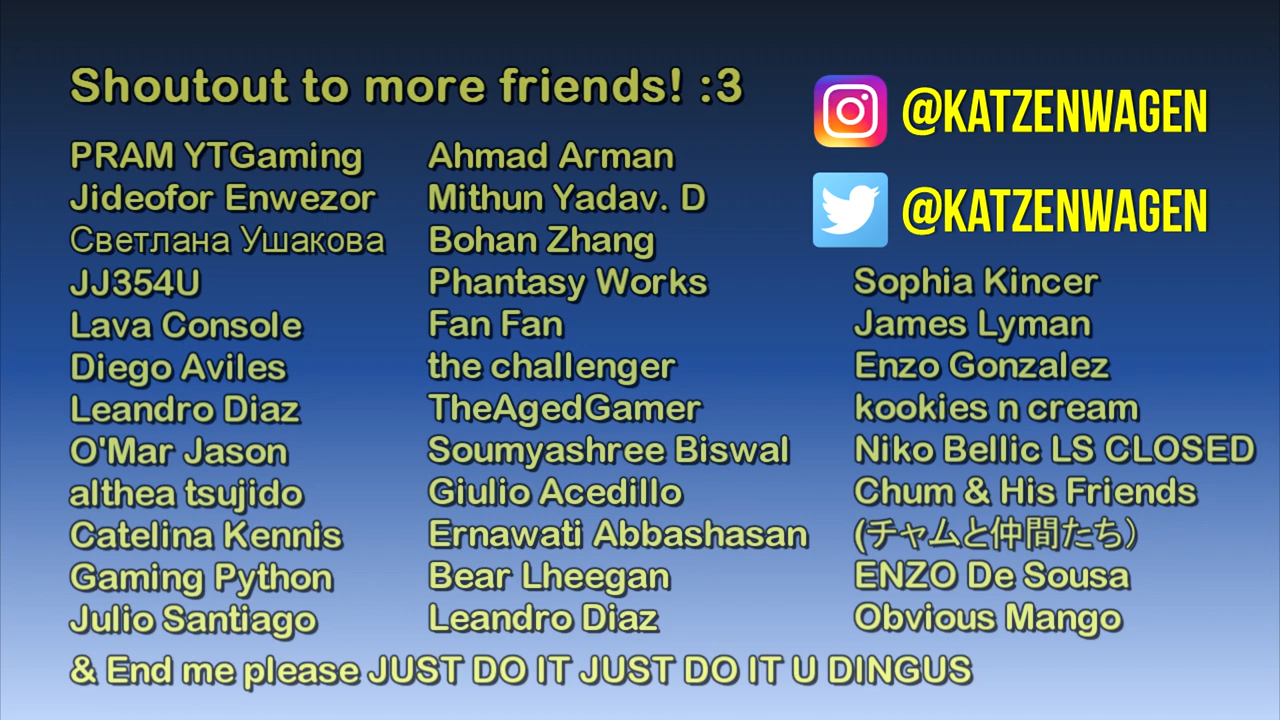 Shoutout to more friends! :3
@KATZENWAGEN
@KATZENWAGEN
PRAM YTGaming
Jideofor Enwezor
Светлана Ушакова
JJ354U
Lava Console
Diego Aviles
Leandro Diaz
O'Mar Jason
althea tsujido
Catelina Kennis
Gaming Python
Julio Santiago
Ahmad Arman
Mithun Yadav. D
Bohan Zhang
Phantasy Works
Fan Fan
the challenger
TheAgedGamer
Soumyashree Biswal
Giulio Acedillo
Ernawati Abbashasan
Bear Lheegan
Leandro Diaz
Sophia Kincer
James Lyman
Enzo Gonzalez
kookies n cream
Niko Bellic LS CLOSED
Chum & His Friends
(チャムと仲間たち）
ENZO De Sousa
Obvious Mango
& End me please JUST DO IT JUST DO IT U DINGUS